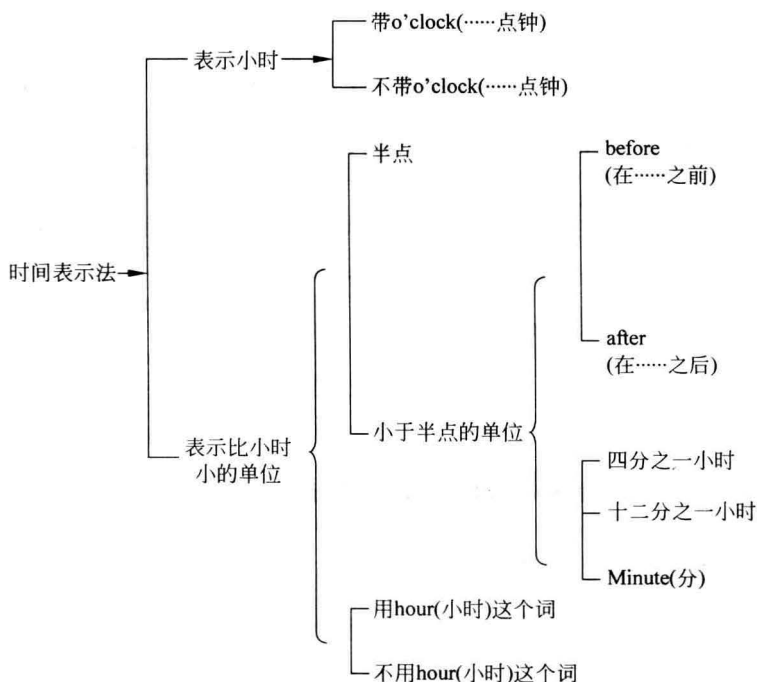 带o’clock(……点钟)
表示小时
不带o’clock(……点钟)
半点
before
(在……之前)
时间表示法
after
(在……之后)
小于半点的单位
表示比小时
小的单位
四分之一小时
十二分之一小时
Minute(分)
用hour(小时)这个词
不用hour(小时)这个词